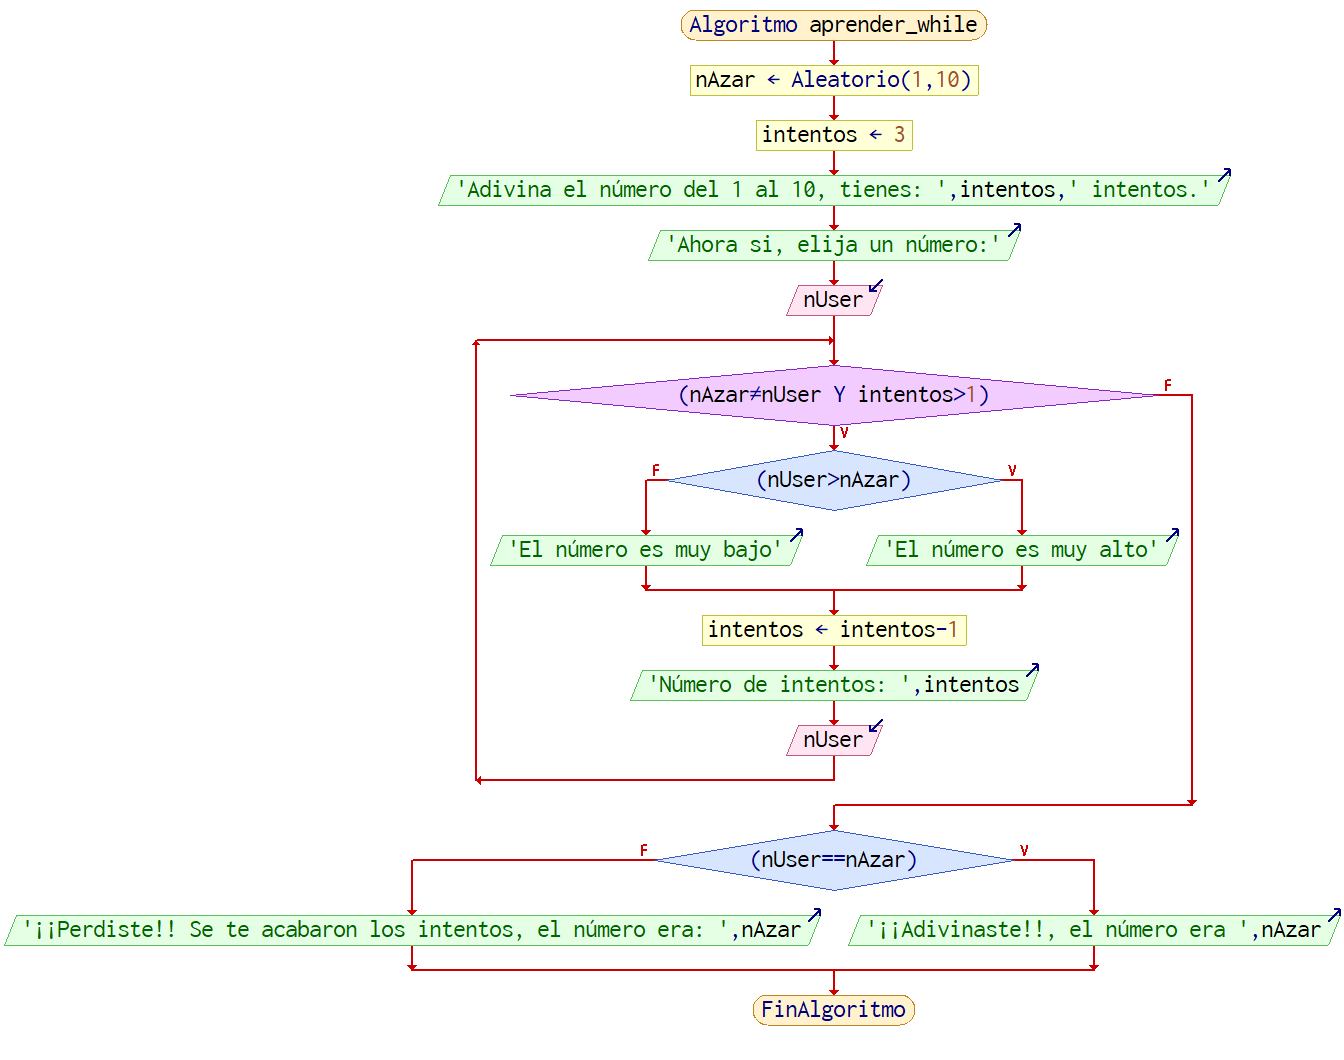 Algoritmo aprender_while
nAzar ← Aleatorio(1,10)
intentos ← 3
'Adivina el número del 1 al 10, tienes: ',intentos,' intentos.'
'Ahora si, elija un número:'
nUser
(nAzar≠nUser Y intentos>1)
F
V
(nUser>nAzar)
F
V
'El número es muy bajo'
'El número es muy alto'
intentos ← intentos-1
'Número de intentos: ',intentos
nUser
(nUser==nAzar)
F
V
'¡¡Perdiste!! Se te acabaron los intentos, el número era: ',nAzar
'¡¡Adivinaste!!, el número era ',nAzar
FinAlgoritmo